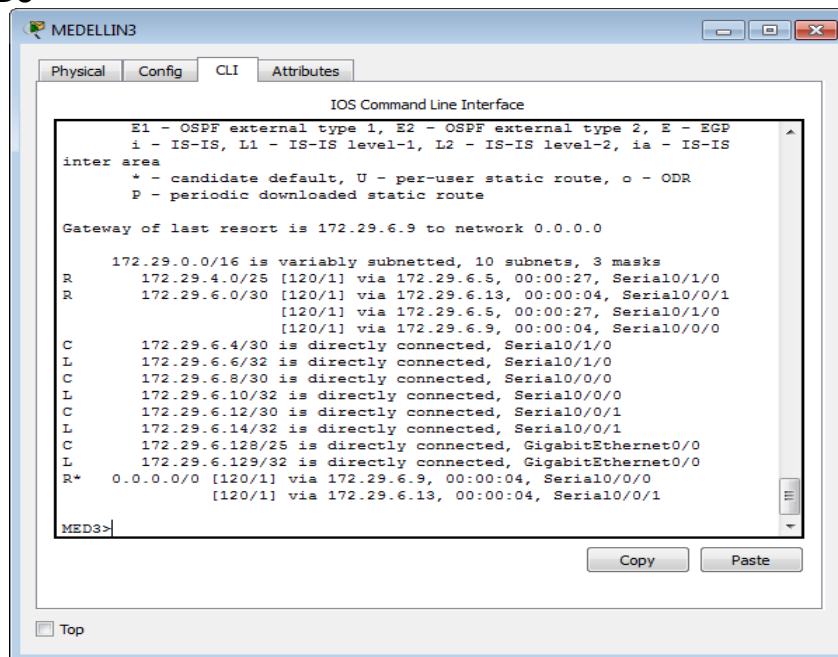 MEDELLIN3
Physical Config CLI Attributes
IOS Command Line Interface
E1 - OSPF external type 1, E2 - OSPF external type 2, E - EGP
i - IS-IS, L1 - IS-IS level-1, L2 - IS-IS level-2, ia - IS-IS
inter area
* - candidate default, U - per-user static route, o - ODR
P - periodic downloaded static route
Gateway of last resort is 172.29.6.9 to network 0.0.0.0
172.29.0.0/16 is variably subnetted, 10 subnets, 3 masks
R 172.29.4.0/25 [120/1] via 172.29.6.5, 00:00:27, Serial0/1/0
R 172.29.6.0/30 [120/1] via 172.29.6.13, 00:00:04, Serial0/0/1
[120/1] via 172.29.6.5, 00:00:27, Serial0/1/0
[120/1] via 172.29.6.9, 00:00:04, Serial0/0/0
C 172.29.6.4/30 is directly connected, Serial0/1/0
L 172.29.6.6/32 is directly connected, Serial0/1/0
C 172.29.6.8/30 is directly connected, Serial0/0/0
L 172.29.6.10/32 is directly connected, Serial0/0/0
C 172.29.6.12/30 is directly connected, Serial0/0/1
L 172.29.6.14/32 is directly connected, Serial0/0/1
C 172.29.6.128/25 is directly connected, GigabitEthernet0/0
L 172.29.6.129/32 is directly connected, GigabitEthernet0/0
R* 0.0.0.0/0 [120/1] via 172.29.6.9, 00:00:04, Serial0/0/0
[120/1] via 172.29.6.13, 00:00:04, Serial0/0/1
MED3>
Copy Paste
Top